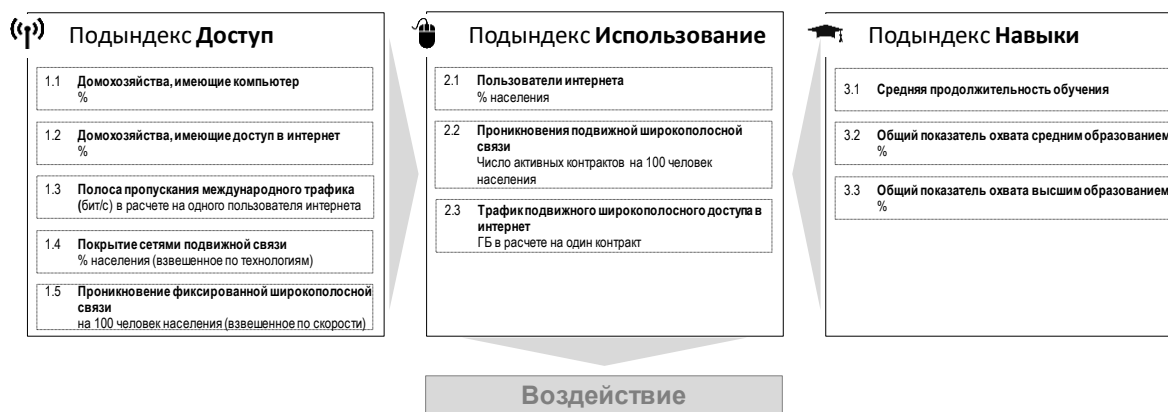 Подындекс Доступ
1.1 Домохозяйства, имеющие компьютер
%
1.2 Домохозяйства, имеющие доступ в интернет
%
1.3 Полоса пропускания международного трафика
(бит/с) в расчете на одного пользователя интернета
1.4 Покрытие сетями подвижной связи
% населения (взвешенное по технологиям)
1.5 Проникновение фиксированной широкополосной
связи
на 100 человек населения (взвешенное по скорости)
Подындекс Использование
2.1 Пользователи интернета
% населения
2.2 Проникновения подвижной широкополосной
связи
Число активных контрактов на 100 человек
населения
2.3 Трафик подвижного широкополосного доступа в
интернет
ГБ в расчете на один контракт
Подындекс Навыки
3.1 Средняя продолжительность обучения
3.2 Общий показатель охвата средним образованием
%
3.3 Общий показатель охвата высшим образованием
%
Воздействие